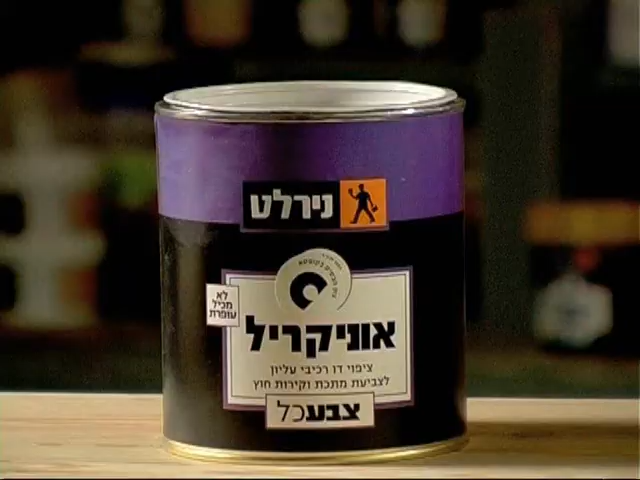 נירלט
לא
מכיל
עופרת
אוניקריל
ציפוי דו רכיבי עליון
לצביעת מתכת וקירות חוץ
צבעכל